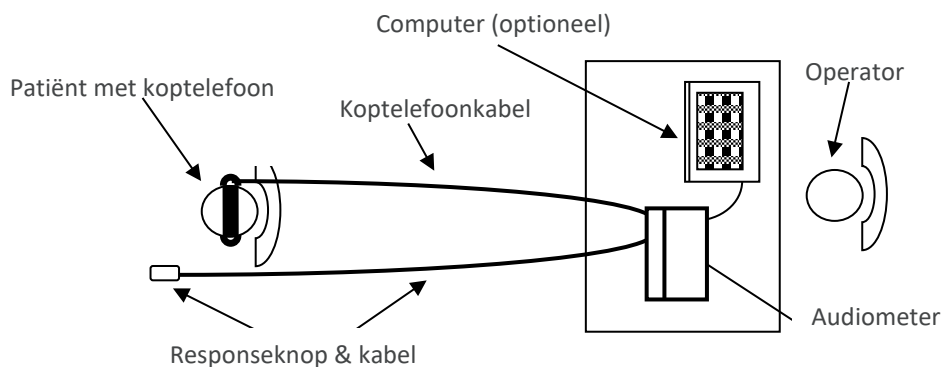 Computer (optioneel)
Operator
Patiënt met koptelefoon
Koptelefoonkabel
Audiometer
Responseknop & kabel